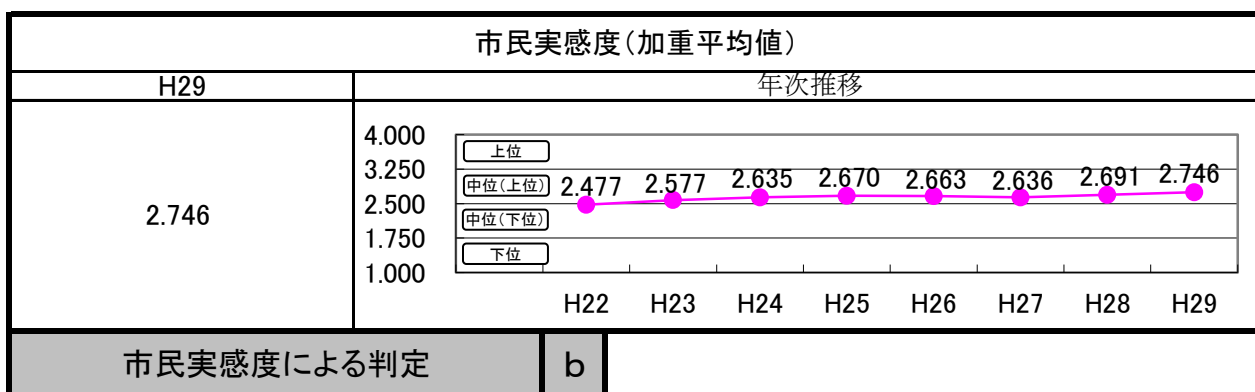 市民実感度(加重平均値)
H29 年次推移
2.746
4.000
3.250
2.500
1.750
1.000
上位
中位(上位)
中位(下位)
下位
2.477 2.577 2.635 2.670 2.663 2.636 2.691 2.746
H22 H23 H24 H25 H26 H27 H28 H29
市民実感度による判定 b